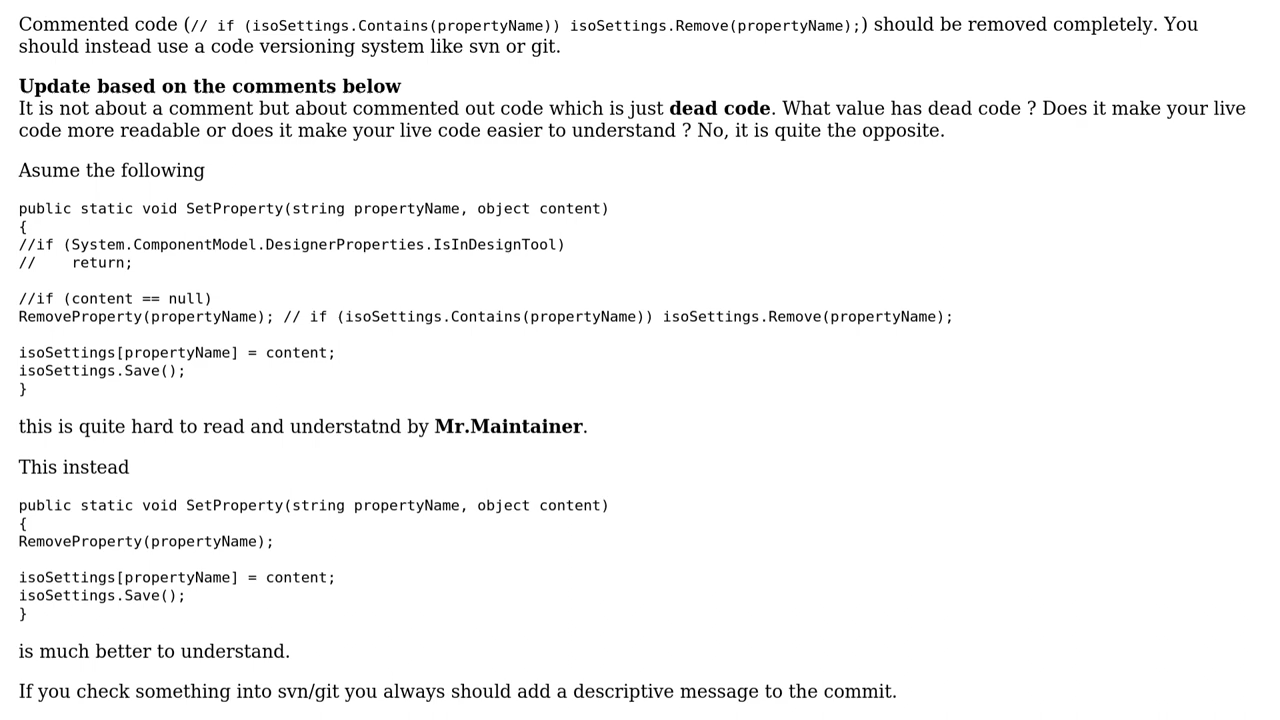 Commented code (// if (isoSettings.Contains(propertyName)) isoSettings.Remove(propertyName);) should be removed completely. You
should instead use a code versioning system like svn or git.
Update based on the comments below
It is not about a comment but about commented out code which is just dead code. What value has dead code ? Does it make your live
code more readable or does it make your live code easier to understand ? No, it is quite the opposite.
Asume the following
public static void SetProperty(string propertyName, object content)
{
//if (System.ComponentModel.DesignerProperties.IsInDesignTool)
//    return;
//if (content == null)
RemoveProperty(propertyName); // if (isoSettings.Contains(propertyName)) isoSettings.Remove(propertyName);
isoSettings[propertyName] = content;
isoSettings.Save();
}
this is quite hard to read and understatnd by Mr.Maintainer.
This instead
public static void SetProperty(string propertyName, object content)
{
RemoveProperty(propertyName);
isoSettings[propertyName] = content;
isoSettings.Save();
}
is much better to understand.
If you check something into svn/git you always should add a descriptive message to the commit.